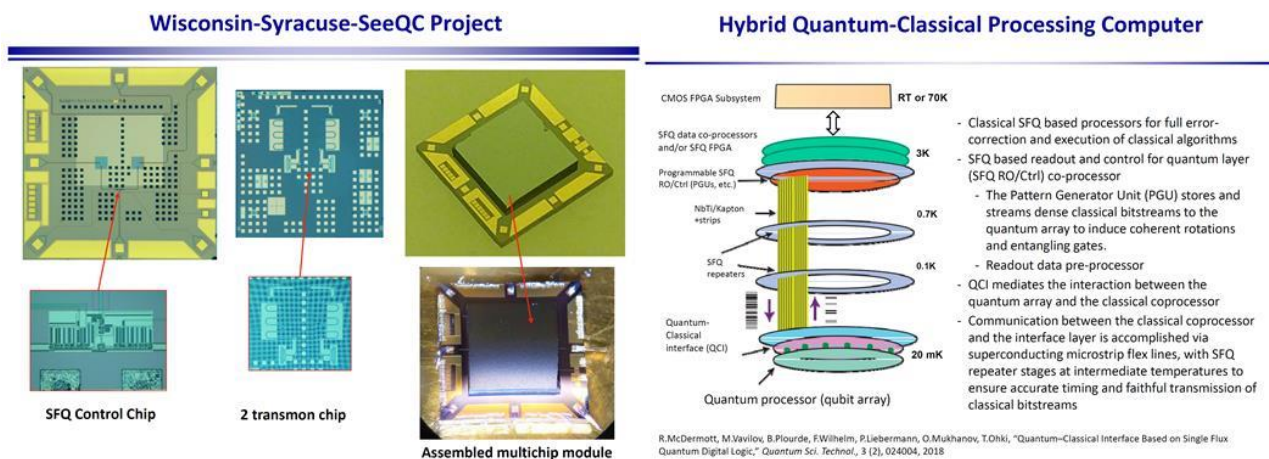 Wisconsin-Syracuse-SeeQC Project
SFQ Control Chip
2 transmon chip
Assembled multichip module
Hybrid Quantum-Classical Processing Computer
CMOS FPGA Subsystem
RT or 70K
SFQ data co-processors
and/or SFQ FPGA
3K
Programmable SFQ
RO/Ctrl (PGUs, etc.)
NbTi/Kapton
+strips
0.7K
SFQ
repeaters
0.1K
Quantum-
Classical
interface (QCI)
20 mK
Quantum processor (qubit array)
- Classical SFQ based processors for full error-
correction and execution of classical algorithms
- SFQ based readout and control for quantum layer
(SFQ RO/Ctrl) co-processor
- The Pattern Generator Unit (PGU) stores and
streams dense classical bitstreams to the
quantum array to induce coherent rotations
and entangling gates.
- Readout data pre-processor
- QCI mediates the interaction between the
quantum array and the classical coprocessor
- Communication between the classical coprocessor
and the interface layer is accomplished via
superconducting microstrip flex lines, with SFQ
repeater stages at intermediate temperatures to
ensure accurate timing and faithful transmission of
classical bitstreams
R.McDermott, M.Vavilov, B.Plourde, F.Wilhelm, P.Liebermann, O.Mukhanov, T.Ohki, "Quantum–Classical Interface Based on Single Flux
Quantum Digital Logic," Quantum Sci. Technol., 3 (2), 024004, 2018